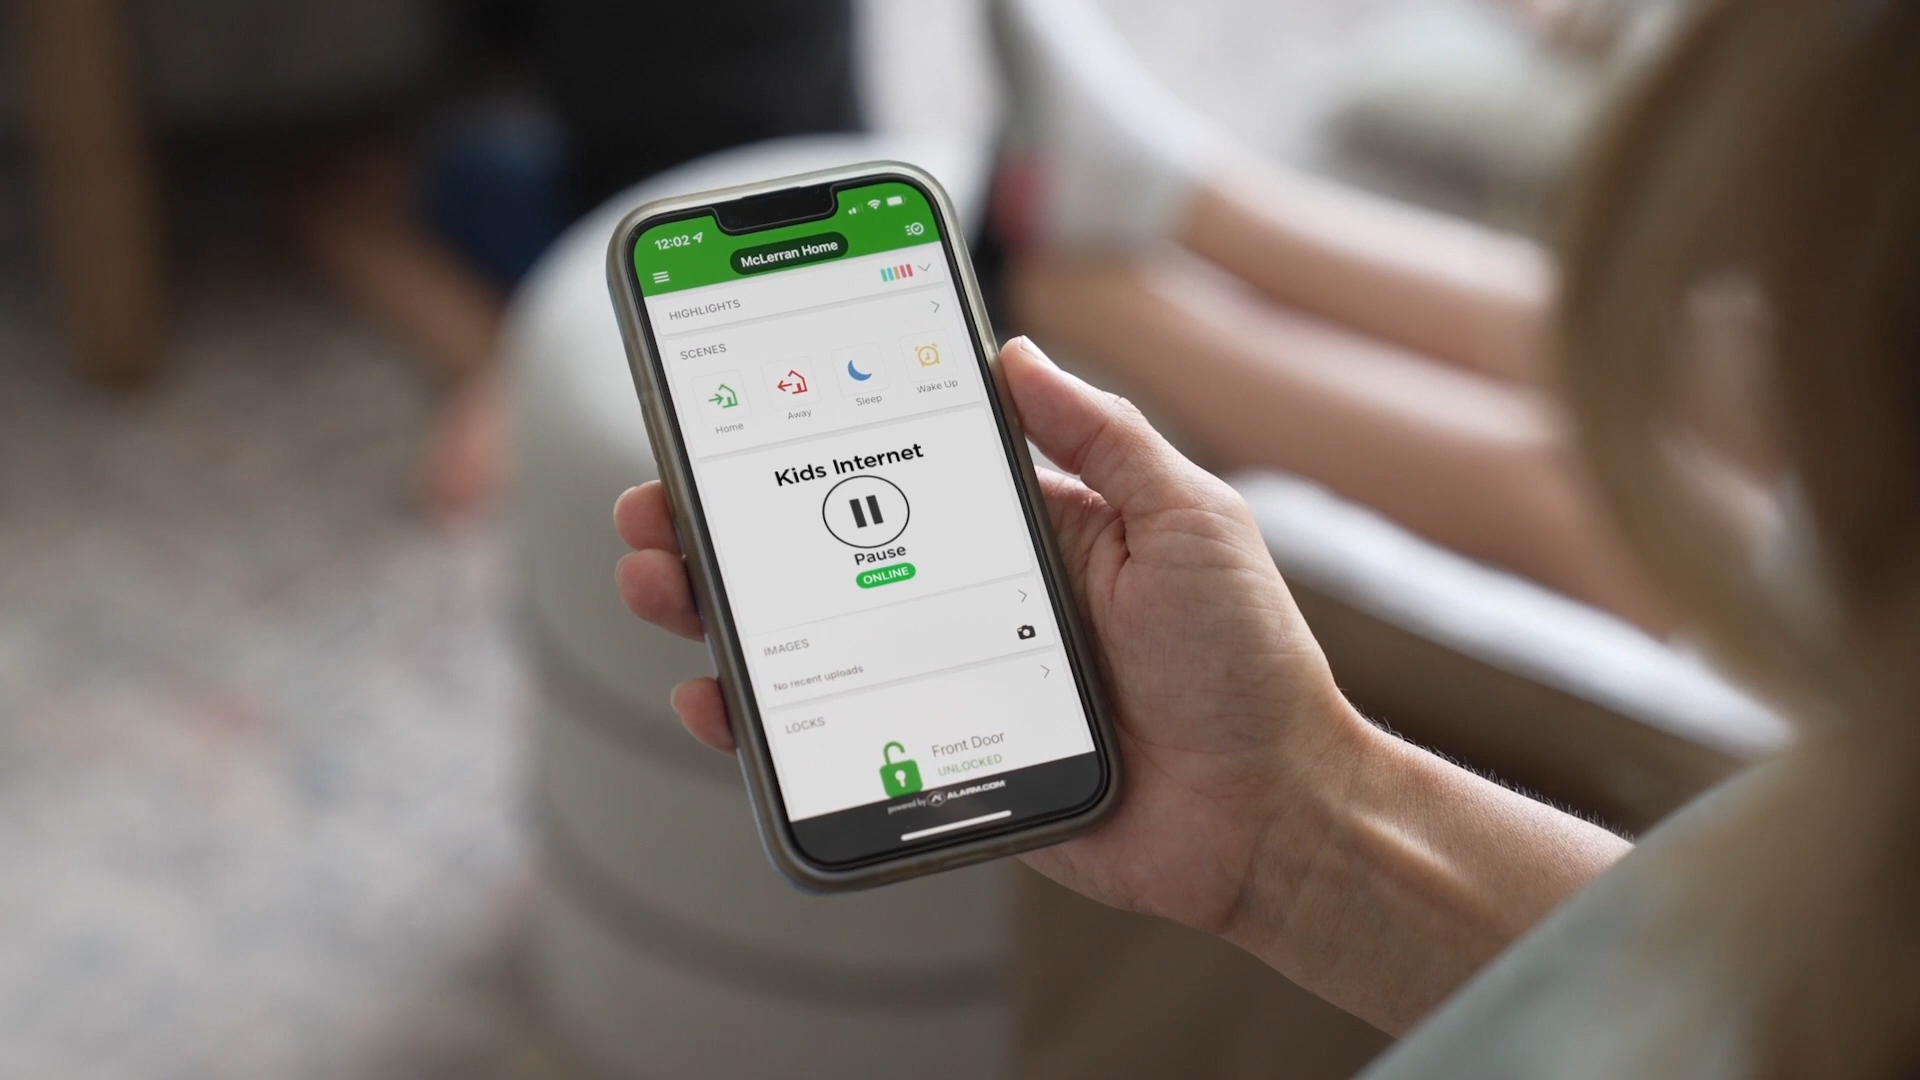 12:02
McLerran Home
HIGHLIGHTS
SCENES
Home
Away
Sleep
Wake Up
Kids Internet
Pause
ONLINE
IMAGES
No recent uploads
LOCKS
Front Door
UNLOCKED
powered by ALARM.COM